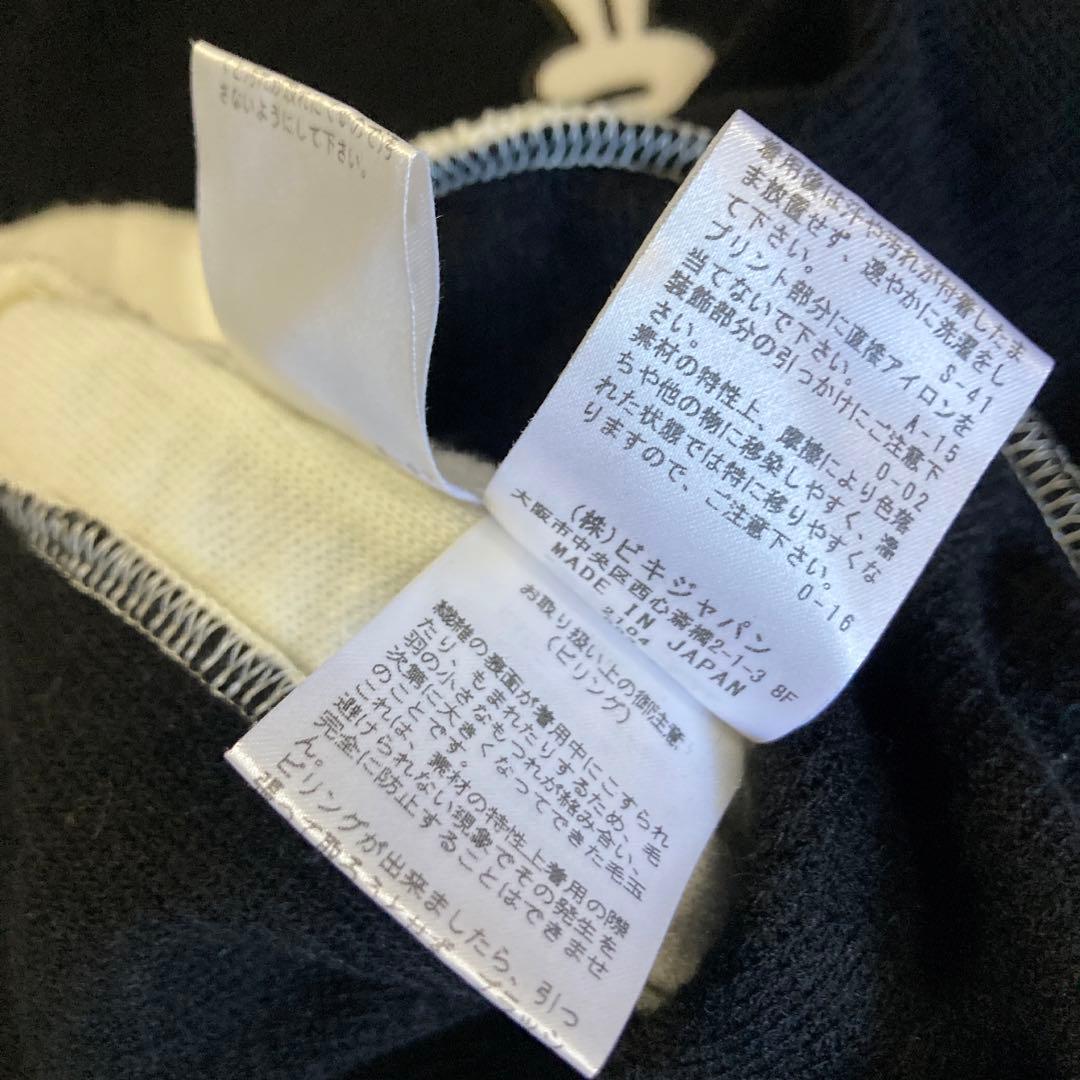 さないようにして下さい。
着用後は汗や汚れが付着したま
ま放置せず、速やかに洗濯をし
て下さい。 S-41
プリント部分に直接アイロンを
当てないで下さい。 A-15
装飾部分の引っかけにご注意下
さい。 0-02
素材の特性上、摩擦により色落
ちや他の物に移染しやすく、濡
れた状態では特に移りやすくな
りますので、ご注意下さい。
0-16
(株)ビキジャパン
大阪市中央区西心斎橋2-1-3 8F
MADE IN JAPAN
2104
お取り扱い上の御注意
(ピリング)
繊維の表面が着用中にこすられ
たり、もまれたりするため、毛
羽の小さなもつれが絡み合い、
次第に大きくなってできた毛玉
のことです。
これは、素材の特性上着用の際
避けられない現象でその発生を
完全に防止することはできませ
ん。
ピリングが出来ましたら、引っ